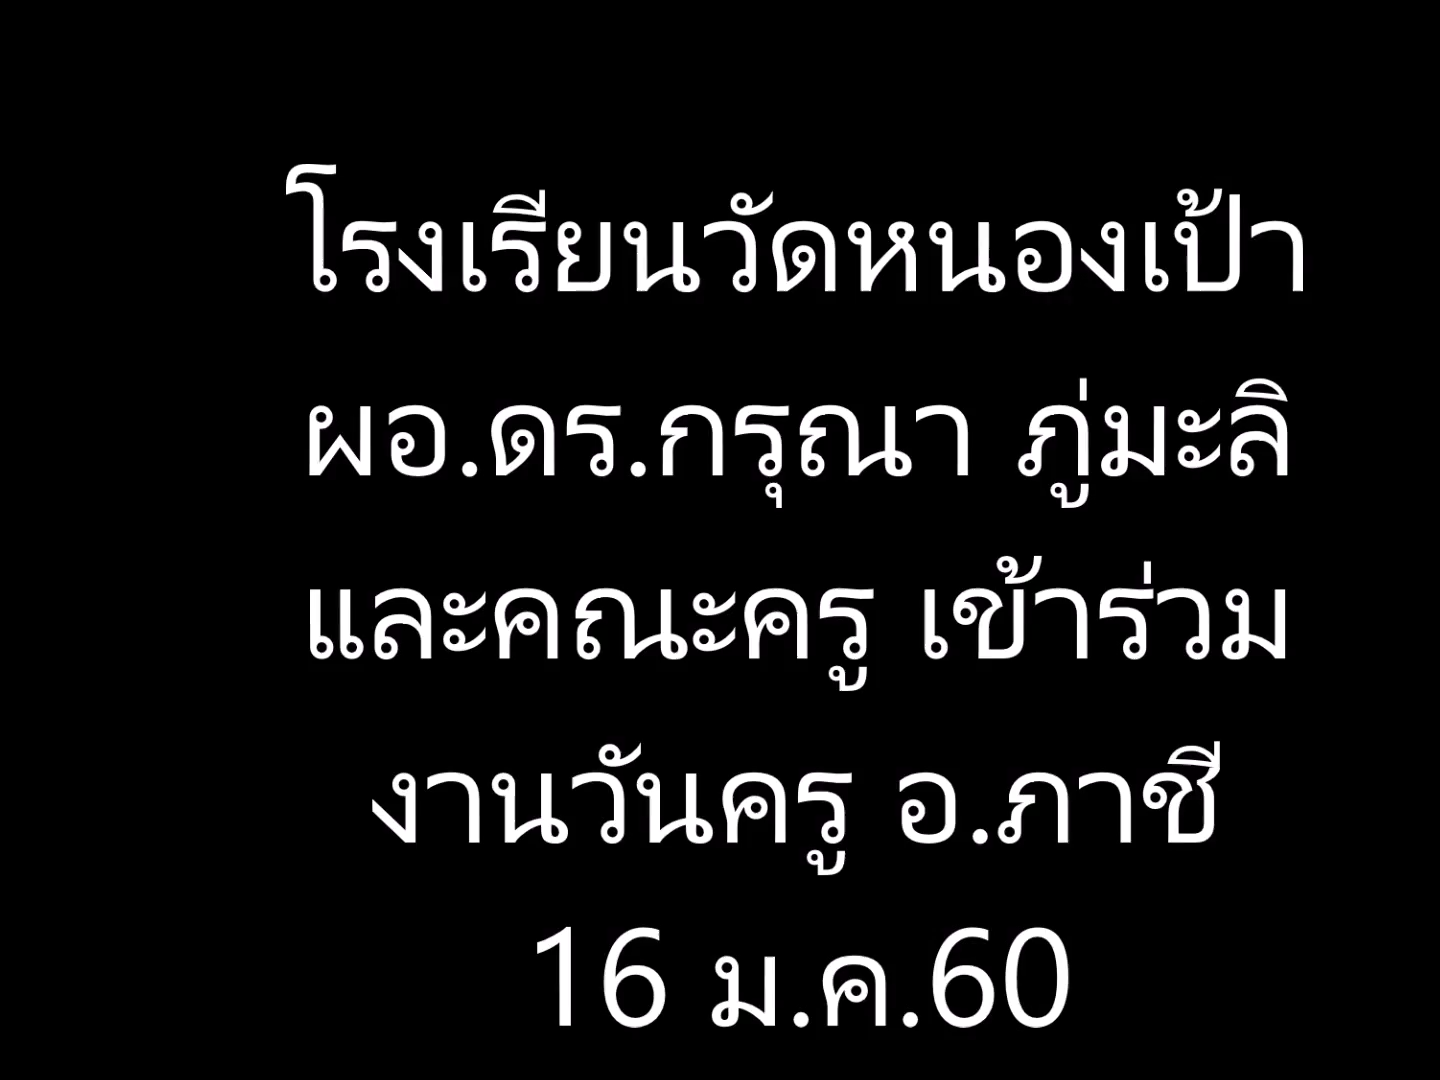 โรงเรียนวัดหนองเป้า
ผอ.ดร.กรุณา ภู่มะลิ
และคณะครู เข้าร่วม
งานวันครู อ.ภาชี
16 ม.ค.60